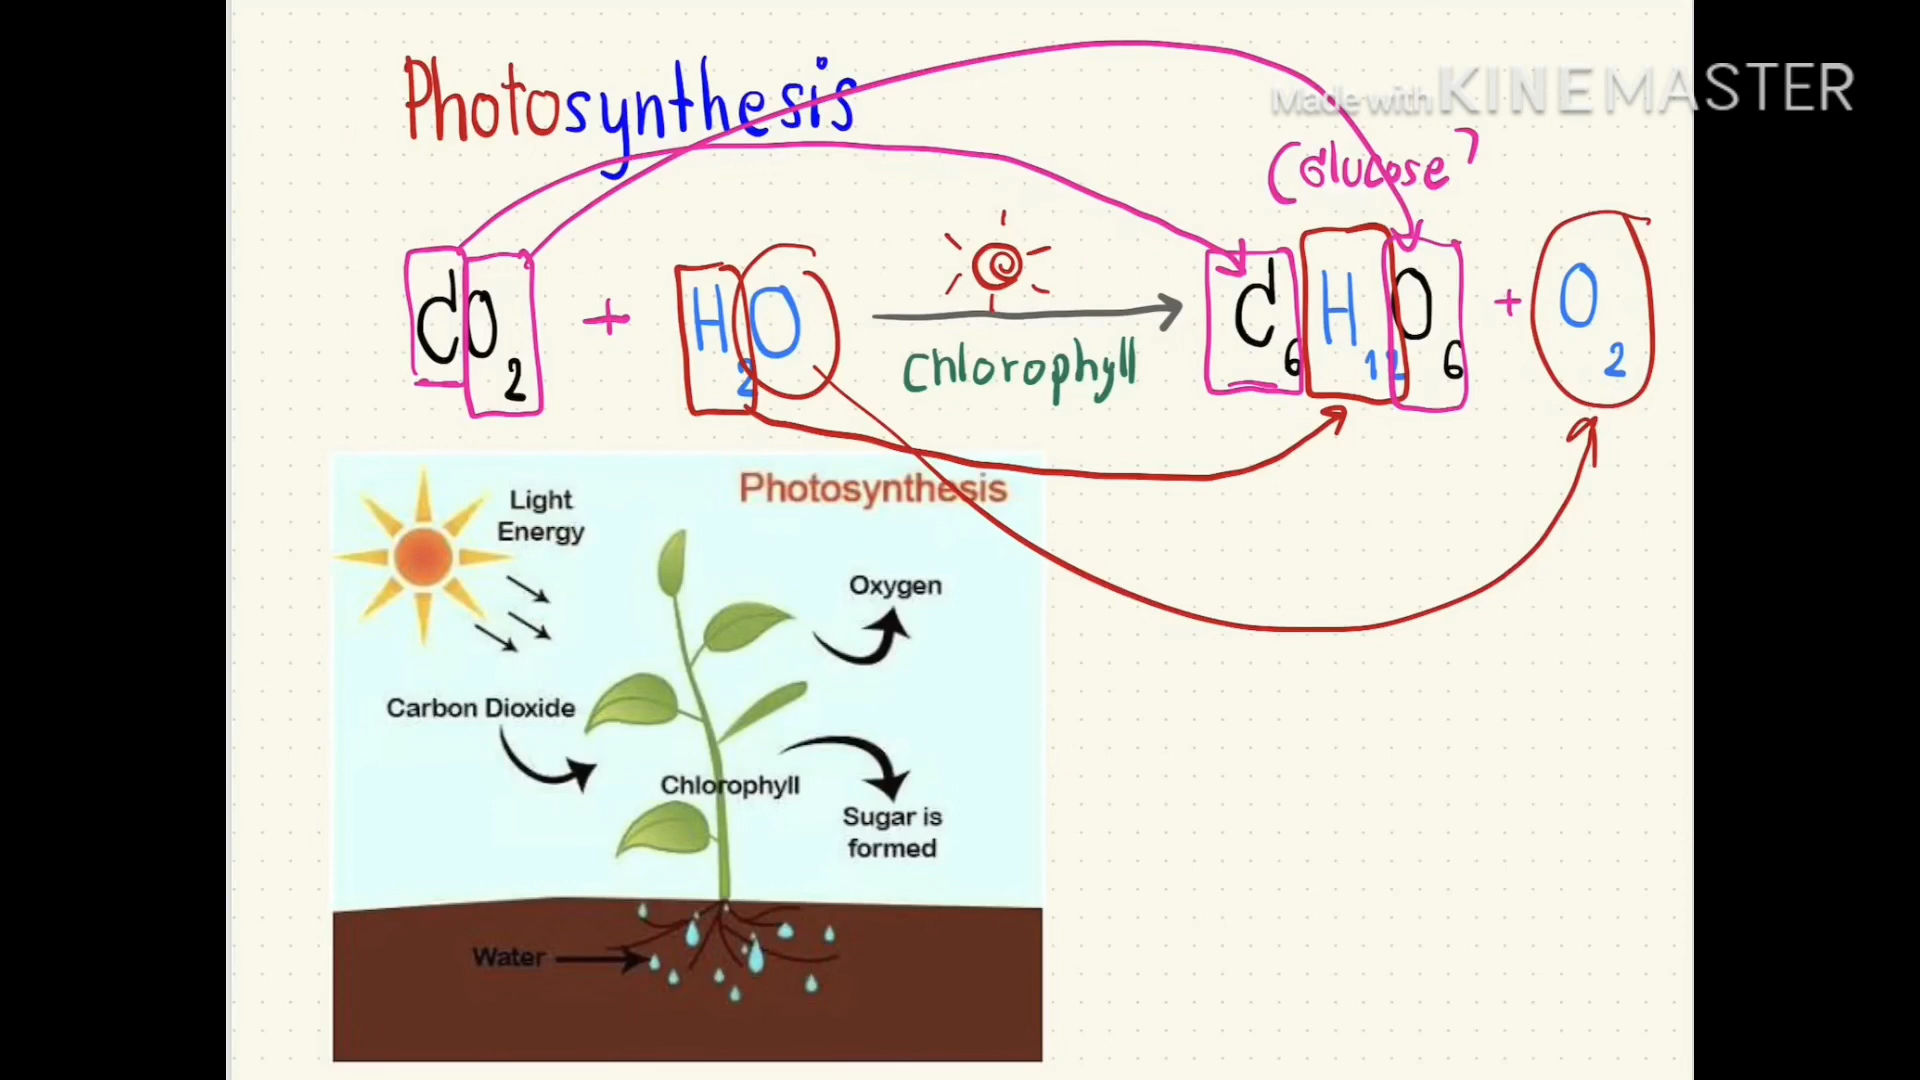 Photosynthesis
Made with KINEMASTER
(Glucose)
CO2 + H2O → C6H12O6 + O2
Chlorophyll
Photosynthesis
Light
Energy
Oxygen
Carbon Dioxide
Chlorophyll
Sugar is
formed
Water